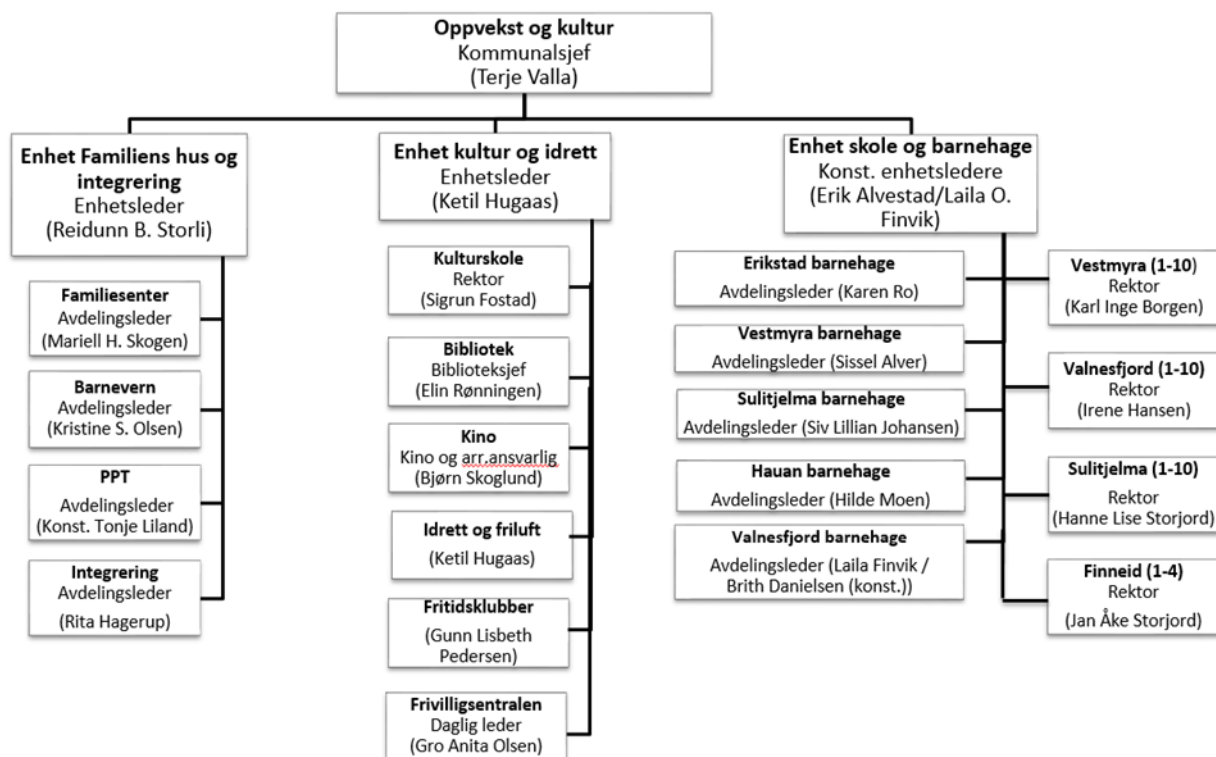 Oppvekst og kultur
Kommunalsjef
(Terje Valla)
Enhet Familiens hus og
integrering
Enhetsleder
(Reidunn B. Storli)
Familiesenter
Avdelingsleder
(Mariell H. Skogen)
Barnevern
Avdelingsleder
(Kristine S. Olsen)
PPT
Avdelingsleder
(Konst. Tonje Liland)
Integrering
Avdelingsleder
(Rita Hagerup)
Enhet kultur og idrett
Enhetsleder
(Ketil Hugaas)
Kulturskole
Rektor
(Sigrun Fostad)
Bibliotek
Biblioteksjef
(Elin Rønningen)
Kino
Kino og arr.ansvarlig
(Bjørn Skoglund)
Idrett og friluft
(Ketil Hugaas)
Fritidsklubber
(Gunn Lisbeth
Pedersen)
Frivilligsentralen
Daglig leder
(Gro Anita Olsen)
Enhet skole og barnehage
Konst. enhetsledere
(Erik Alvestad/Laila O.
Finvik)
Erikstad barnehage
Avdelingsleder (Karen Ro)
Vestmyra barnehage
Avdelingsleder (Sissel Alver)
Sulitjelma barnehage
Avdelingsleder (Siv Lillian Johansen)
Hauan barnehage
Avdelingsleder (Hilde Moen)
Valnesfjord barnehage
Avdelingsleder (Laila Finvik /
Brith Danielsen (konst.))
Vestmyra (1-10)
Rektor
(Karl Inge Borgen)
Valnesfjord (1-10)
Rektor
(Irene Hansen)
Sulitjelma (1-10)
Rektor
(Hanne Lise Storjord)
Finneid (1-4)
Rektor
(Jan Åke Storjord)